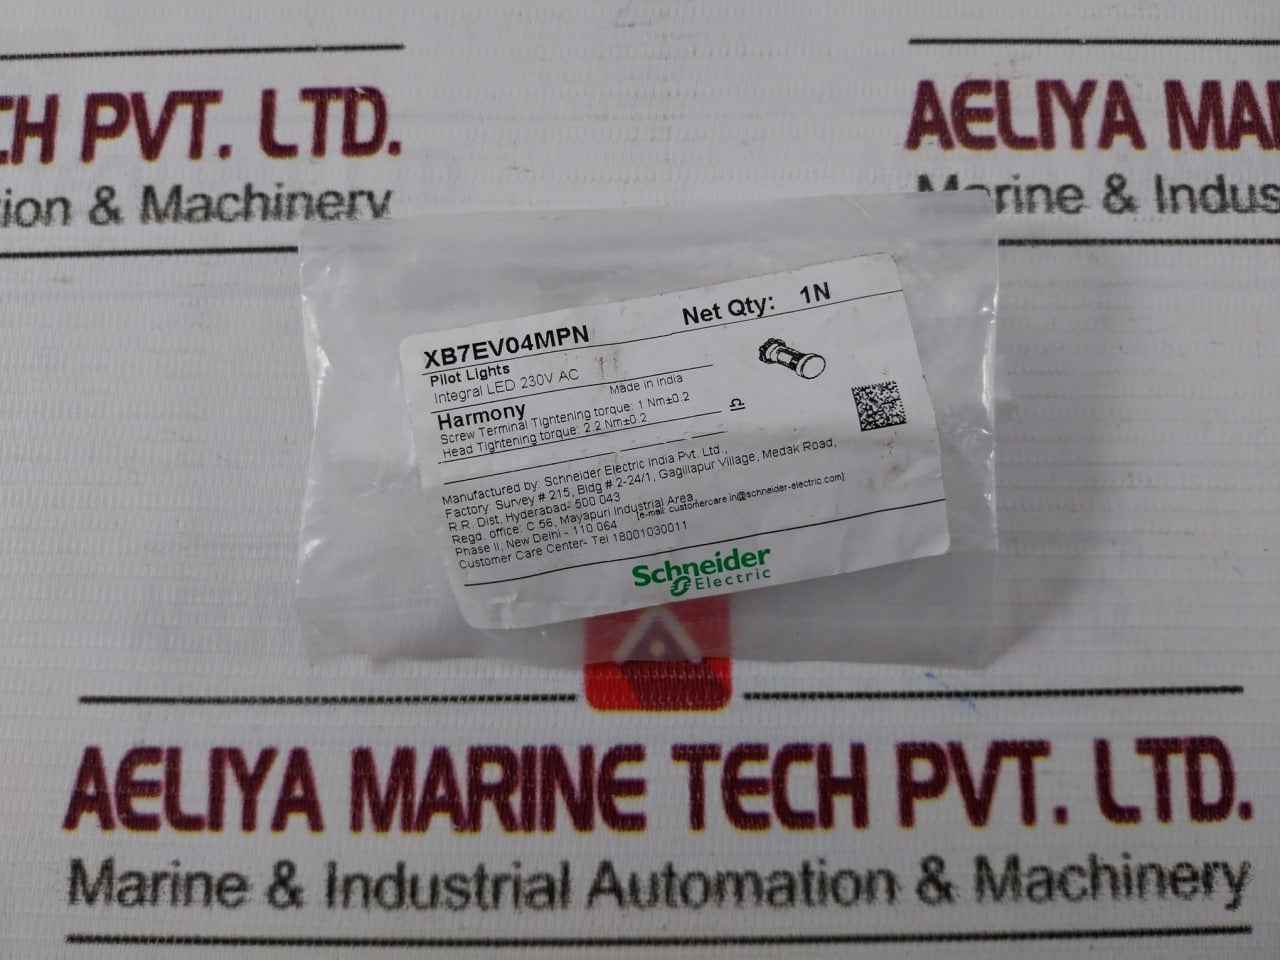 CH PVT. LTD.
ion & Machinery
AELIYA MAR
Marine & Indus
XB7EV04MPN
Net Qty: 1N
Pilot Lights
Integral LED 230V AC
Made in India
Harmony
Screw Terminal Tightening torque: 1 Nm±0.2
Head Tightening torque: 2.2 Nm±0.2
Manufactured by: Schneider Electric India Pvt. Ltd.,
Factory: Survey # 215, Bldg # 2-24/1, Gagillapur Village, Medak Road,
R.R. Dist. Hyderabad- 500 043
Regd. office: C 56, Mayapuri Industrial Area,
Phase II, New Delhi - 110 064 [e-mail: customercare.in@schneider-electric.com]
Customer Care Center- Tel 18001030011
Schneider
Electric
AELIYA MARINE TECH PVT. LTD.
Marine & Industrial Automation & Machinery